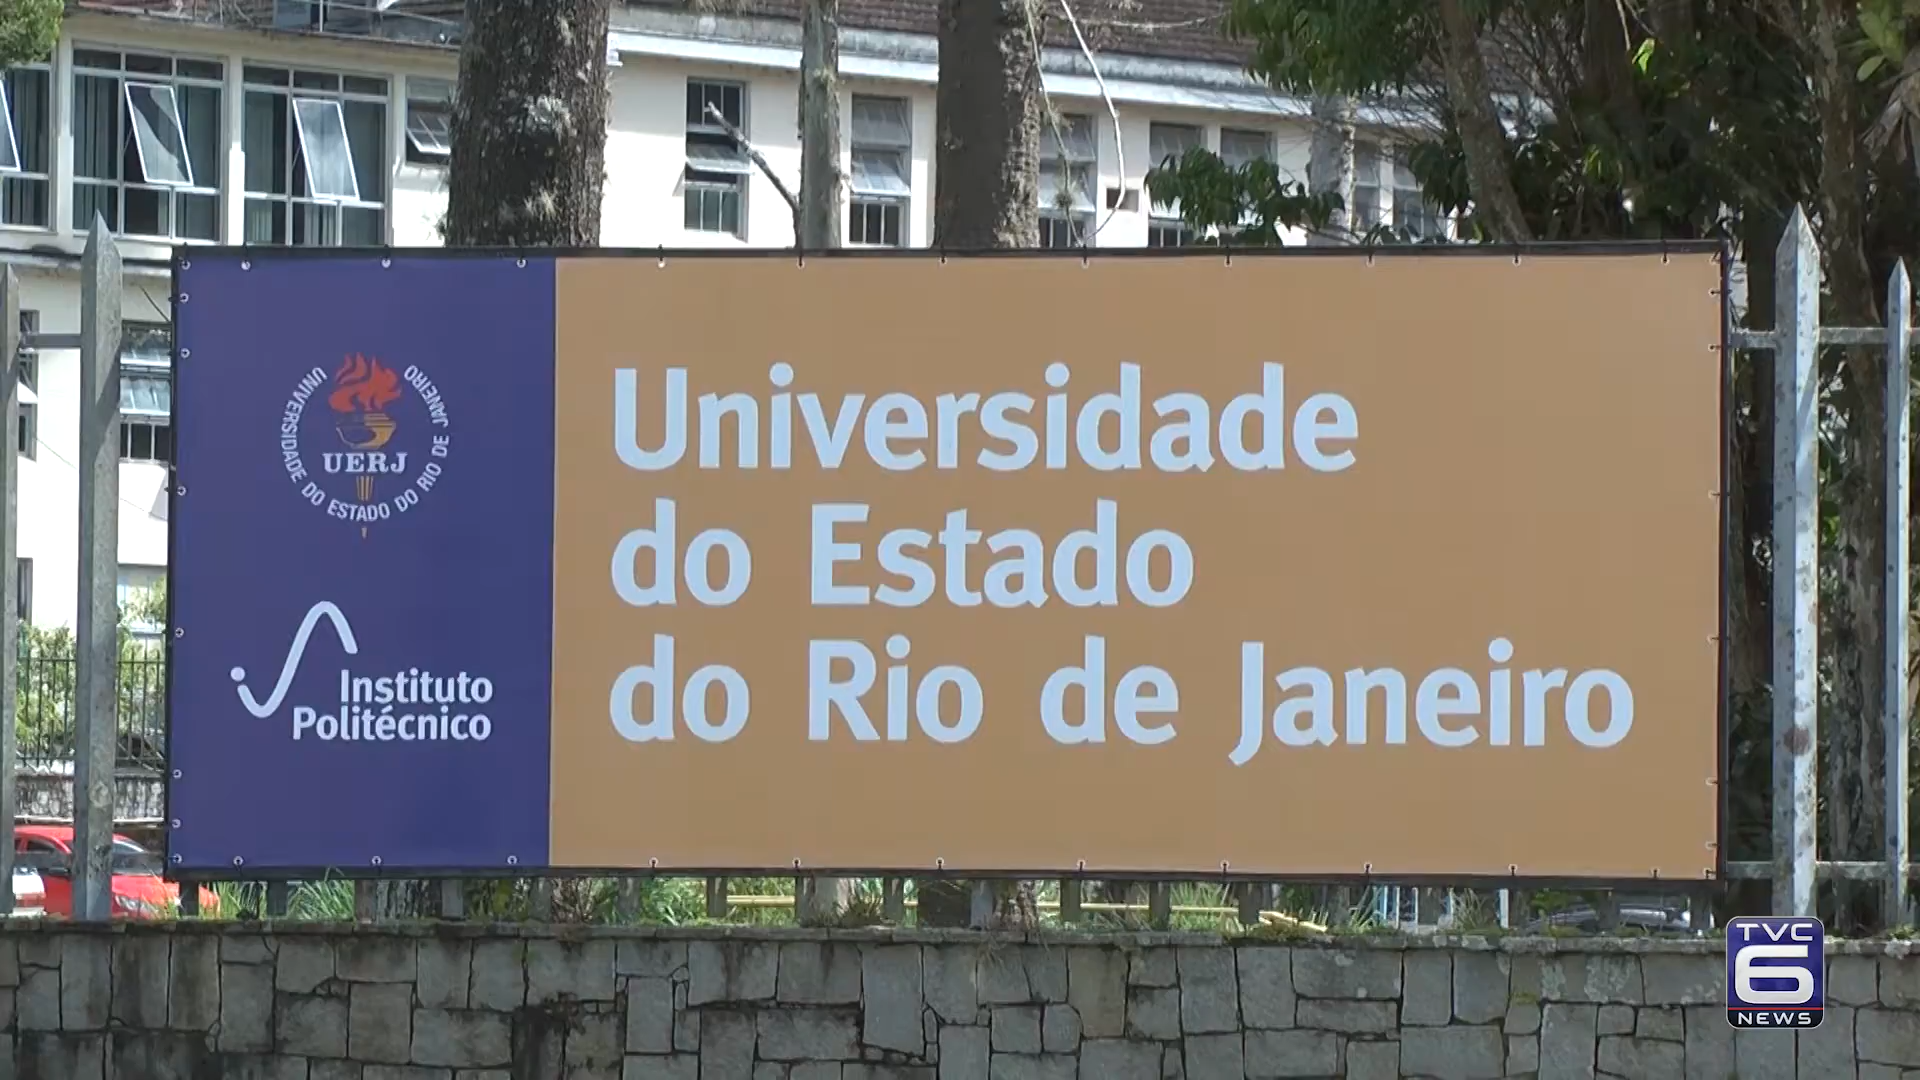 UNIVERSIDADE DO ESTADO DO RIO DE JANEIRO
UERJ
Instituto
Politécnico
Universidade
do Estado
do Rio de Janeiro
TVC
6
NEWS